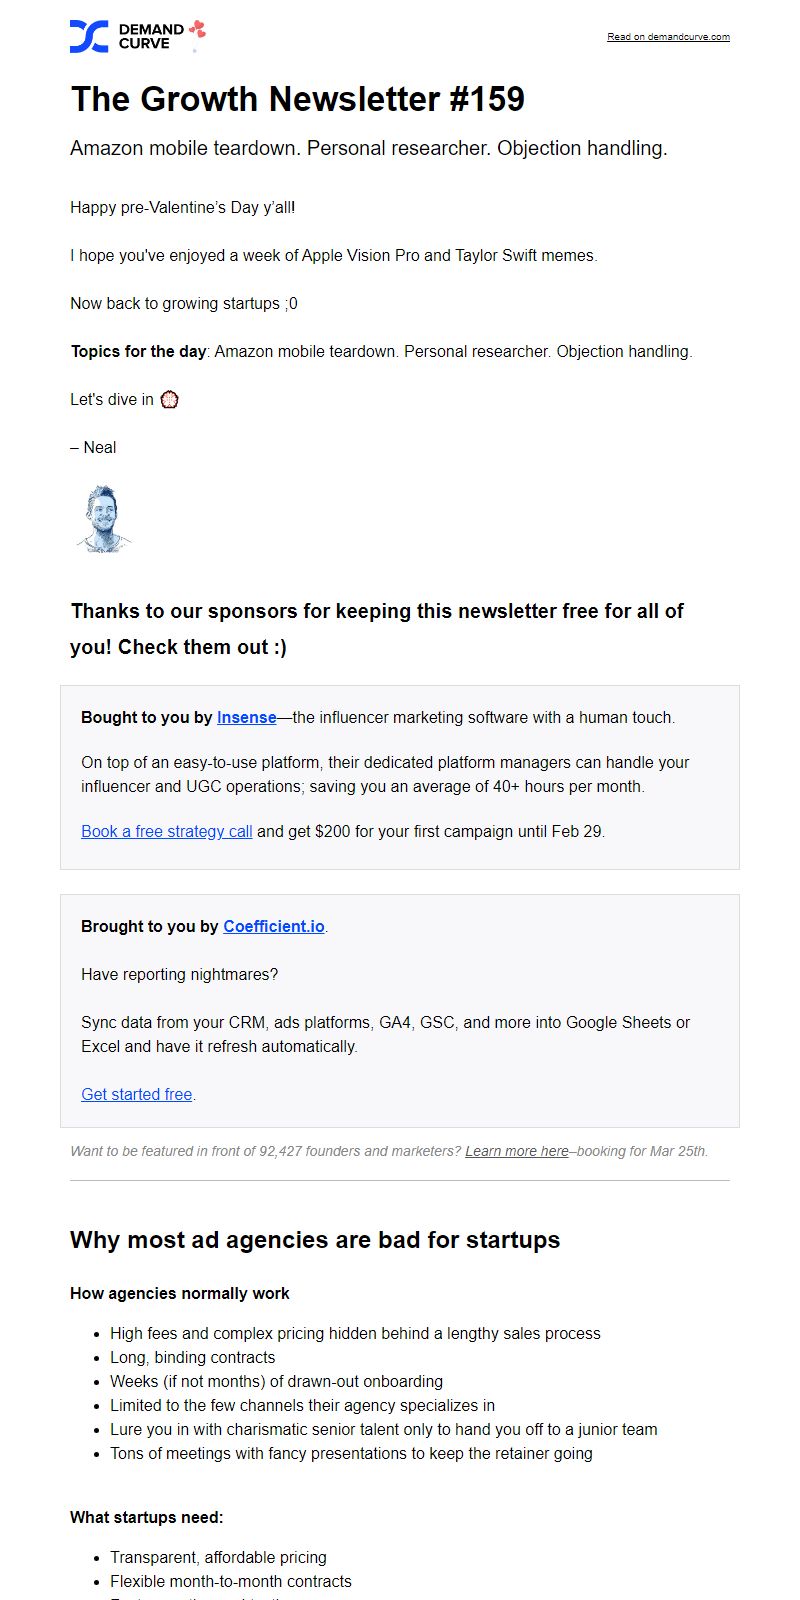 DEMAND
CURVE
Read on demandcurve.com
The Growth Newsletter #159
Amazon mobile teardown. Personal researcher. Objection handling.
Happy pre-Valentine’s Day y’all!
I hope you've enjoyed a week of Apple Vision Pro and Taylor Swift memes.
Now back to growing startups ;0
Topics for the day: Amazon mobile teardown. Personal researcher. Objection handling.
Let's dive in
– Neal
Thanks to our sponsors for keeping this newsletter free for all of
you! Check them out :)
Bought to you by Insense—the influencer marketing software with a human touch.
On top of an easy-to-use platform, their dedicated platform managers can handle your
influencer and UGC operations; saving you an average of 40+ hours per month.
Book a free strategy call and get $200 for your first campaign until Feb 29.
Brought to you by Coefficient.io.
Have reporting nightmares?
Sync data from your CRM, ads platforms, GA4, GSC, and more into Google Sheets or
Excel and have it refresh automatically.
Get started free.
Want to be featured in front of 92,427 founders and marketers? Learn more here–booking for Mar 25th.
Why most ad agencies are bad for startups
How agencies normally work
• High fees and complex pricing hidden behind a lengthy sales process
• Long, binding contracts
• Weeks (if not months) of drawn-out onboarding
• Limited to the few channels their agency specializes in
• Lure you in with charismatic senior talent only to hand you off to a junior team
• Tons of meetings with fancy presentations to keep the retainer going
What startups need:
• Transparent, affordable pricing
• Flexible month-to-month contracts